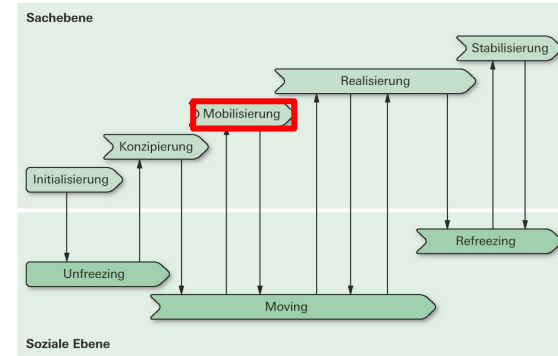 Sachebene
Stabilisierung
Realisierung
Mobilisierung
Konzipierung
Initialisierung
Refreezing
Unfreezing
Moving
Soziale Ebene